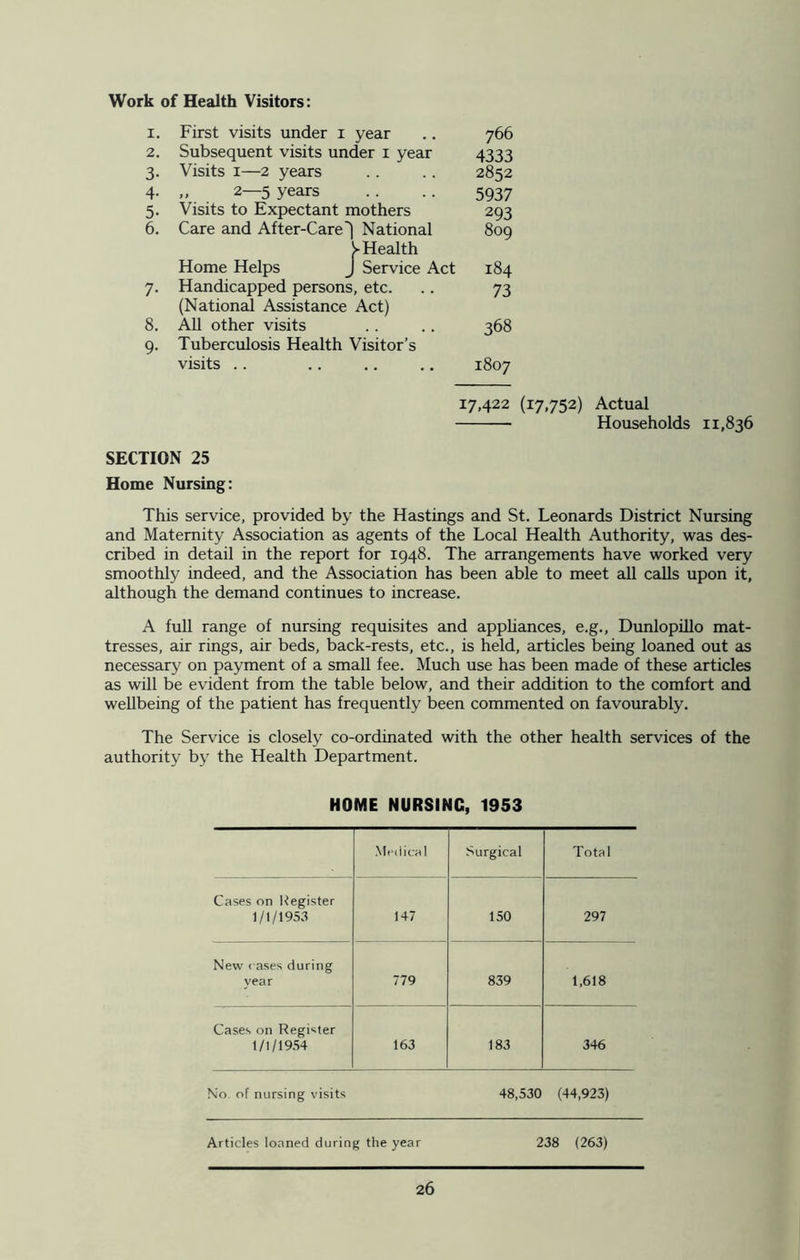 Work of Health Visitors:
1. First visits under 1 year .. 766
2. Subsequent visits under 1 year 4333
3. Visits 1—2 years .. .. 2852
4. ,, 2—5 years .. .. 5937
5. Visits to Expectant mothers 293
6. Care and After-Care } National 809
Health
Home Helps Service Act 184
7. Handicapped persons, etc. .. 73
(National Assistance Act)
8. All other visits .. .. 368
9. Tuberculosis Health Visitor's
visits .. .. .. .. 1807
17,422 (17,752) Actual
Households 11,836
SECTION 25
Home Nursing:
This service, provided by the Hastings and St. Leonards District Nursing
and Maternity Association as agents of the Local Health Authority, was des-
cribed in detail in the report for 1948. The arrangements have worked very
smoothly indeed, and the Association has been able to meet all calls upon it,
although the demand continues to increase.
A full range of nursing requisites and appliances, e.g., Dunlopillo mat-
tresses, air rings, air beds, back-rests, etc., is held, articles being loaned out as
necessary on payment of a small fee. Much use has been made of these articles
as will be evident from the table below, and their addition to the comfort and
wellbeing of the patient has frequently been commented on favourably.
The Service is closely co-ordinated with the other health services of the
authority by the Health Department.
HOME NURSING, 1953
Medical Surgical Total
Cases on Register
1/1/1953 147 150 297
New cases during
year 779 839 1,618
Cases on Register
1/1/1954 163 183 346
No. of nursing visits 48,530 (44,923)
Articles loaned during the year 238 (263)
26